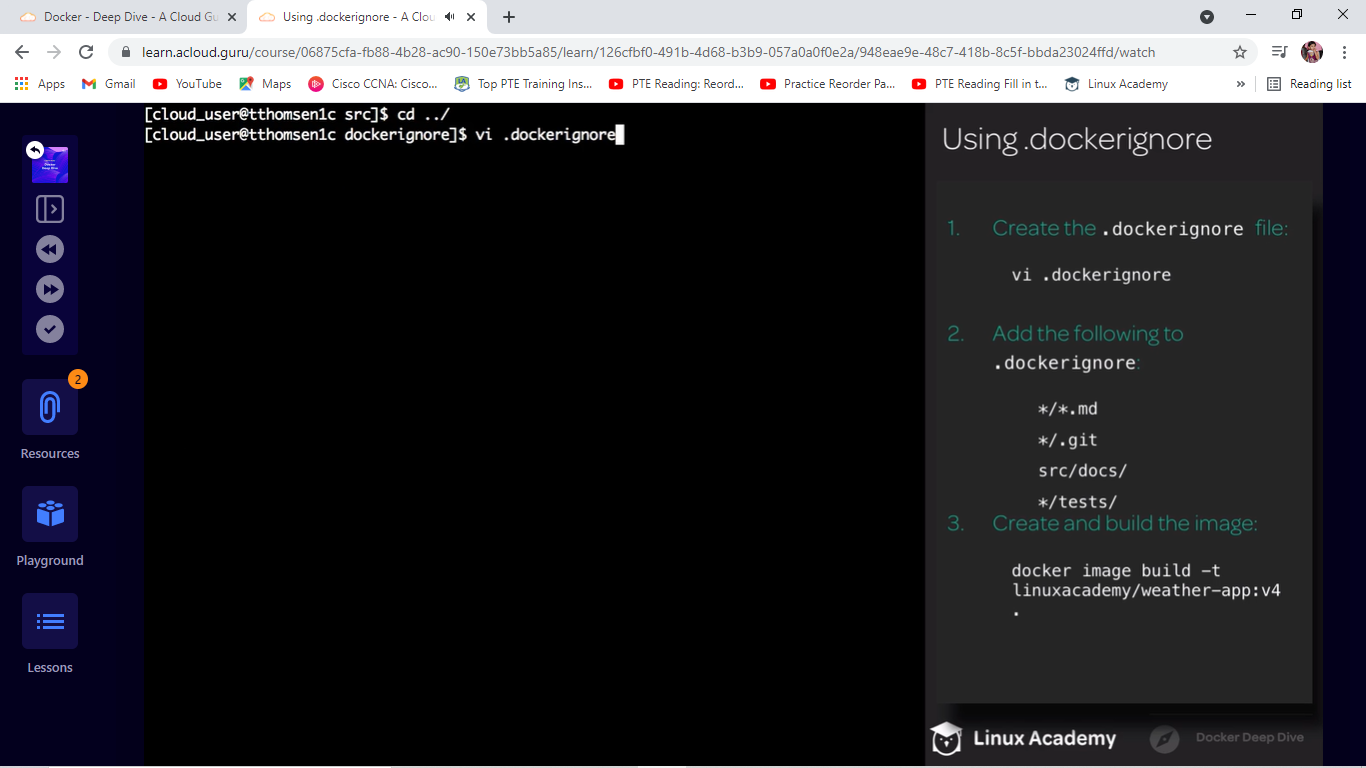 Docker - Deep Dive - A Cloud Gu
Using .dockerignore - A Clou
learn.acloud.guru/course/06875cfa-fb88-4b28-ac90-150e73bb5a85/learn/126cfbf0-491b-4d68-b3b9-057a0a0f0e2a/948eae9e-48c7-418b-8c5f-bbda23024ffd/watch
Apps
Gmail
YouTube
Maps
Cisco CCNA: Cisco...
Top PTE Training Ins...
PTE Reading: Reord...
Practice Reorder Pa...
PTE Reading Fill in t...
Linux Academy
»
Reading list
[cloud_user@tthomsen1c src]$ cd ../
[cloud_user@tthomsen1c dockerignore]$ vi .dockerignore
Docker
Deep Dive
2
Resources
Playground
Lessons
Using .dockerignore
1. Create the .dockerignore file:
vi .dockerignore
2. Add the following to
.dockerignore:
*/*.md
*/.git
src/docs/
*/tests/
3. Create and build the image:
docker image build -t
linuxacademy/weather-app:v4
.
Linux Academy
Docker Deep Dive